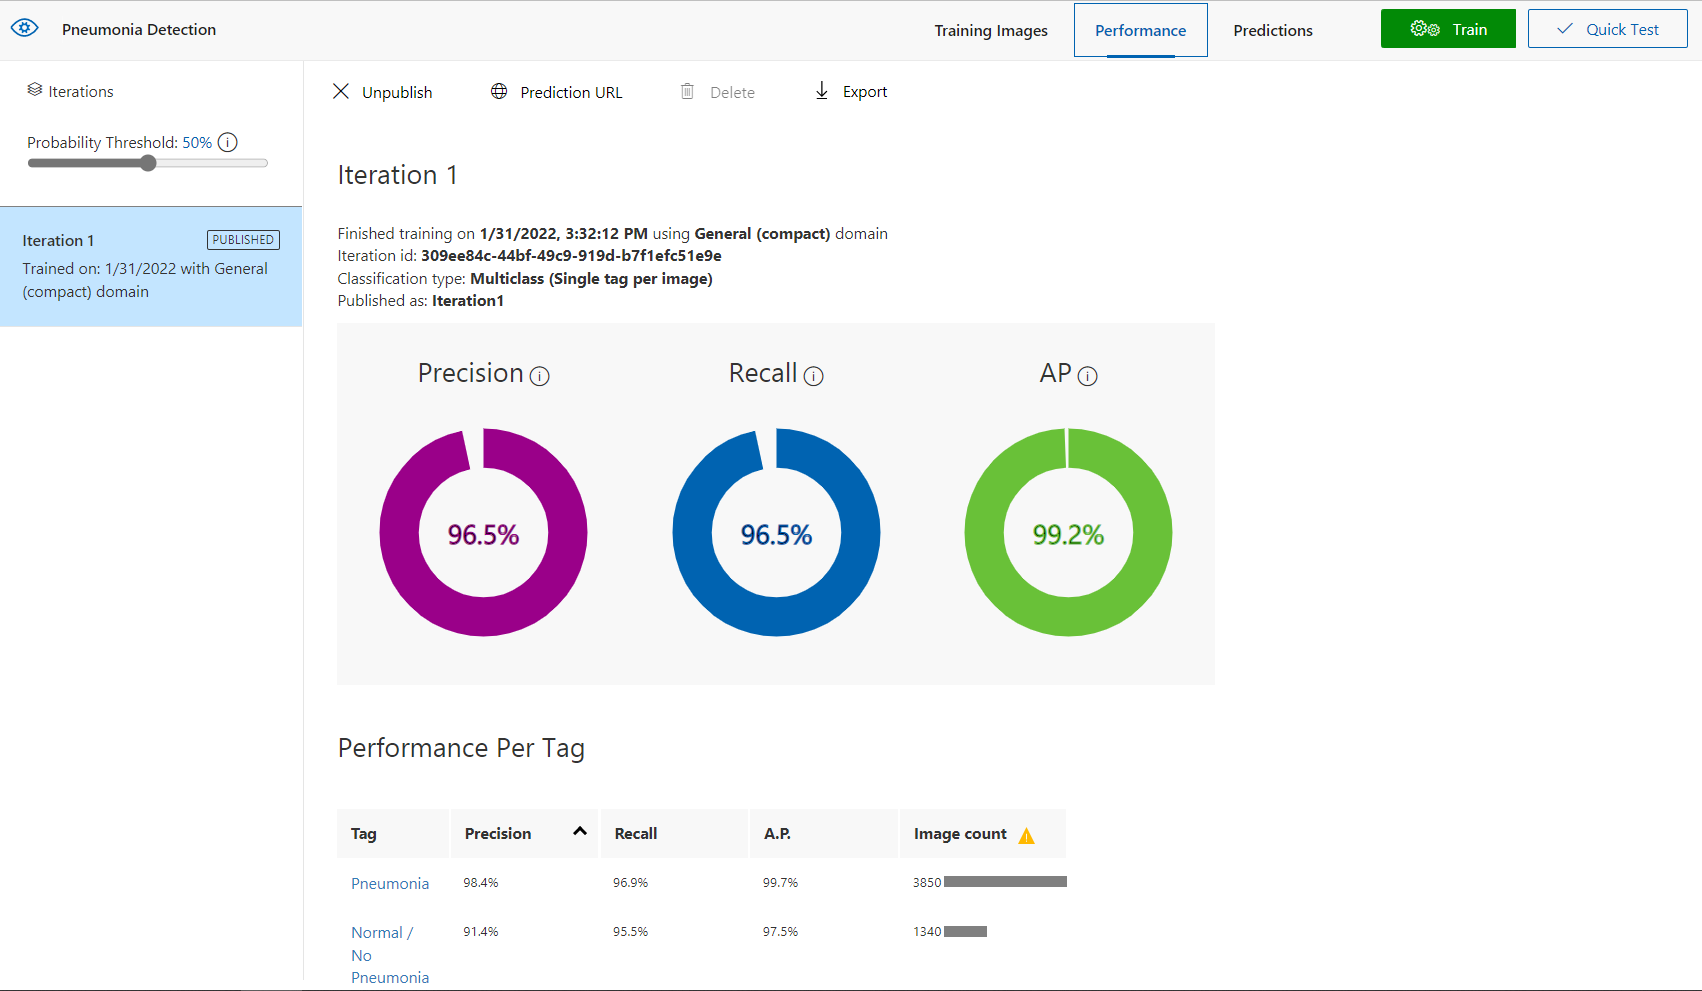 Pneumonia Detection
Training Images
Performance
Predictions
Train
Quick Test
Iterations
Probability Threshold: 50%
Iteration 1
PUBLISHED
Trained on: 1/31/2022 with General
(compact) domain
Unpublish
Prediction URL
Delete
Export
Iteration 1
Finished training on 1/31/2022, 3:32:12 PM using General (compact) domain
Iteration id: 309ee84c-44bf-49c9-919d-b7f1efc51e9e
Classification type: Multiclass (Single tag per image)
Published as: Iteration1
Precision
Recall
AP
96.5%
96.5%
99.2%
Performance Per Tag
Tag Precision Recall A.P. Image count
Pneumonia 98.4% 96.9% 99.7% 3850
Normal / 91.4% 95.5% 97.5% 1340
No
Pneumonia